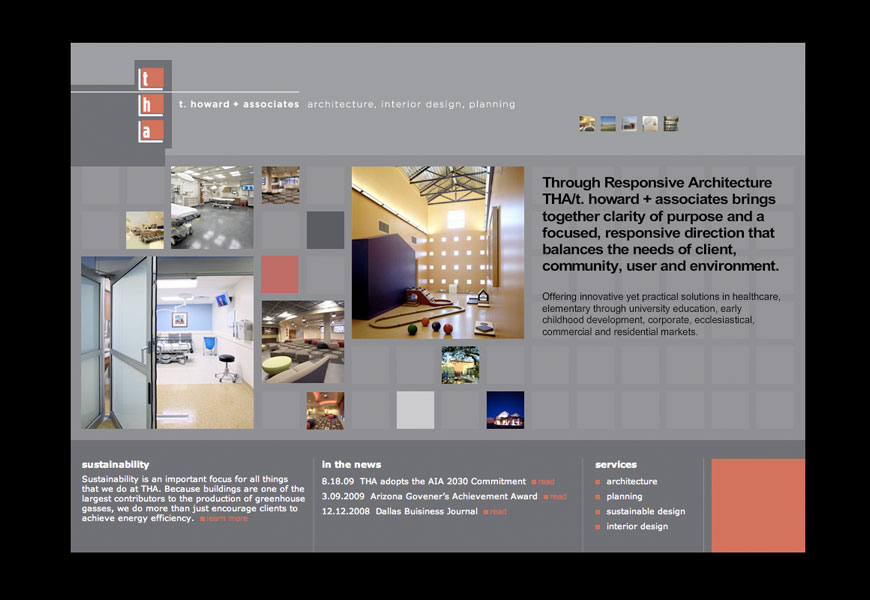 t
h
a
t. howard + associates architecture, interior design, planning
Through Responsive Architecture
THA/t. howard + associates brings
together clarity of purpose and a
focused, responsive direction that
balances the needs of client,
community, user and environment.
Offering innovative yet practical solutions in healthcare,
elementary through university education, early
childhood development, corporate, ecclesiastical,
commercial and residential markets.
sustainability
Sustainability is an important focus for all things
that we do at THA. Because buildings are one of the
largest contributors to the production of greenhouse
gasses, we do more than just encourage clients to
achieve energy efficiency. learn more
in the news
8.18.09 THA adopts the AIA 2030 Commitment read
3.09.2009 Arizona Govener's Achievement Award read
12.12.2008 Dallas Buisiness Journal read
services
architecture
planning
sustainable design
interior design